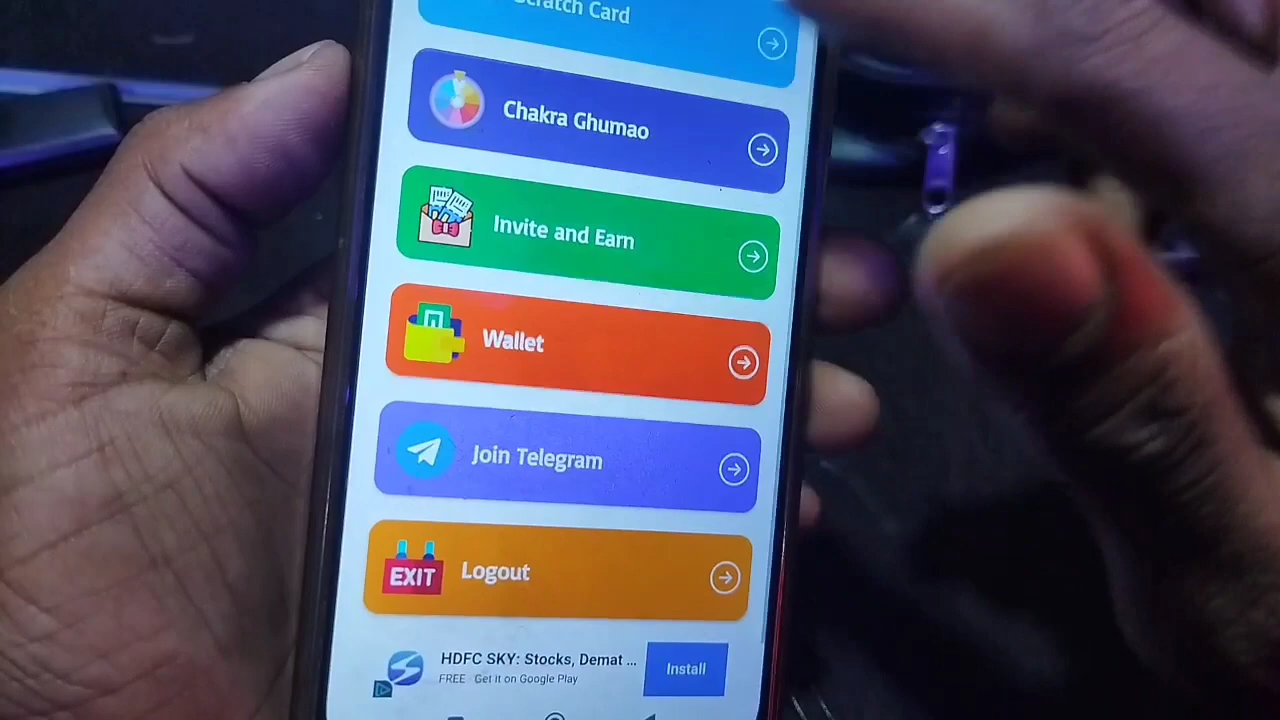 Scratch Card
Chakra Ghumao
Invite and Earn
Wallet
Join Telegram
EXIT
Logout
HDFC SKY: Stocks, Demat ...
FREE Get it on Google Play
Install